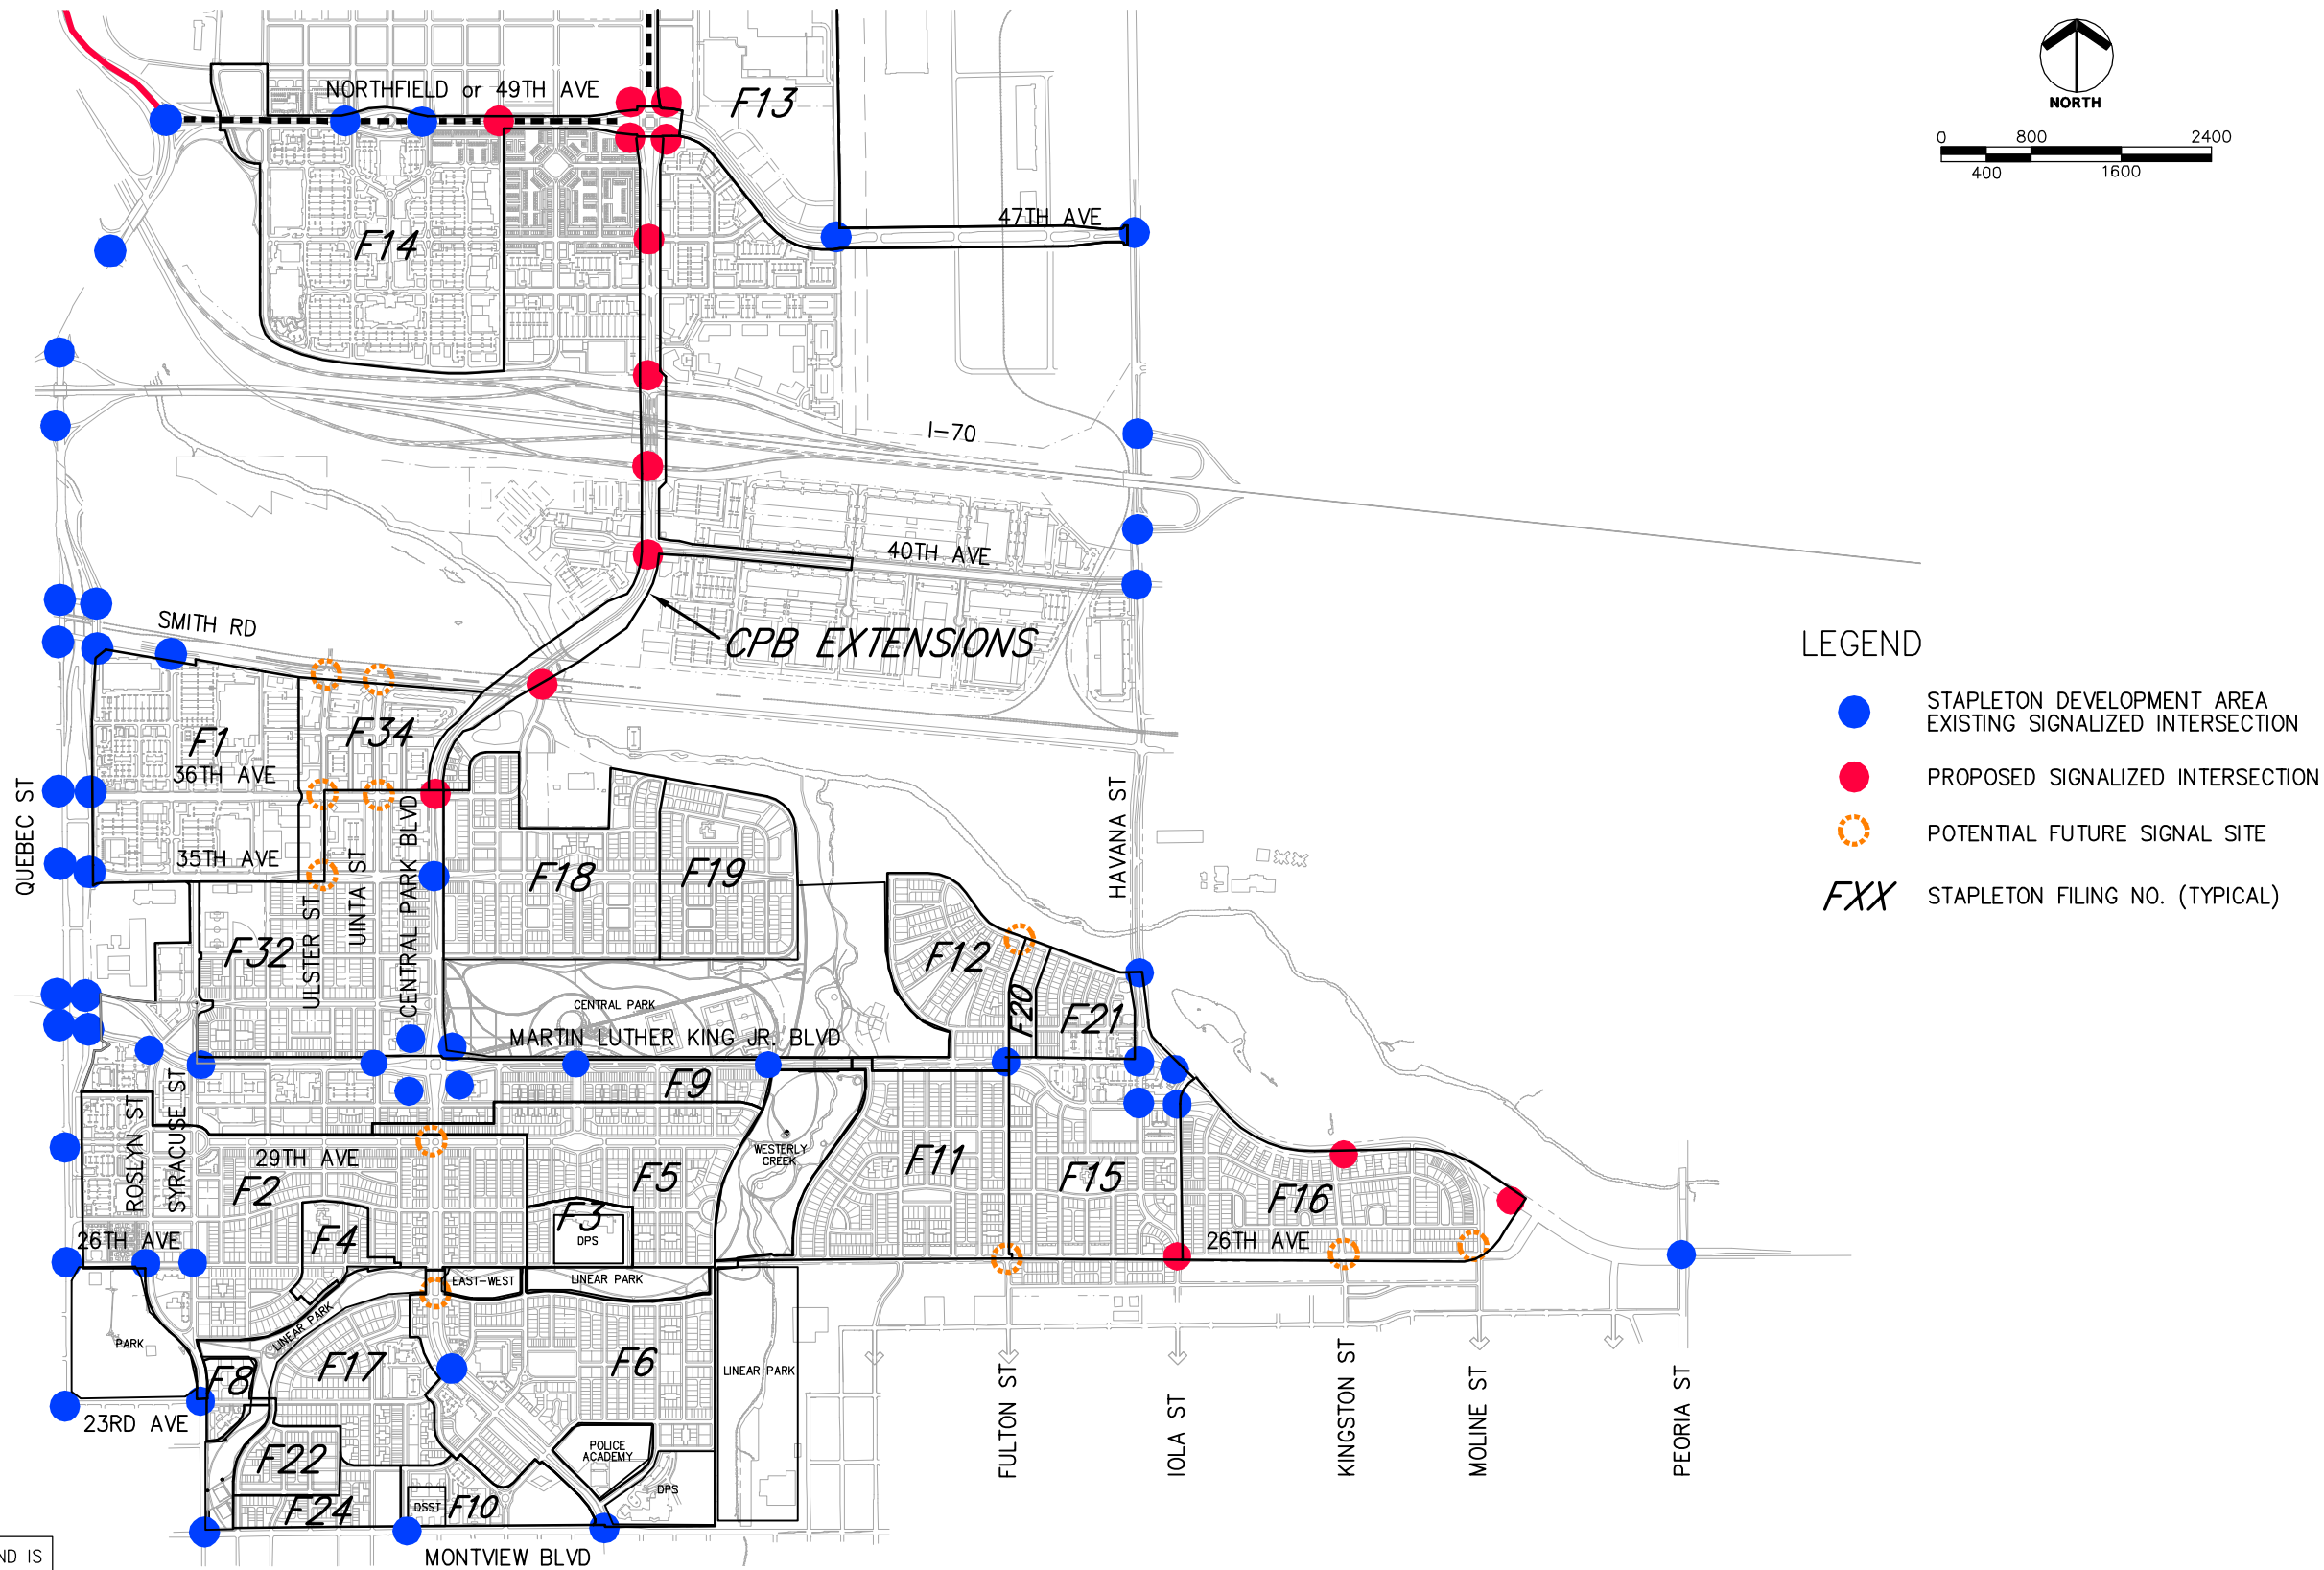 NORTHFIELD or 49TH AVE
F13
NORTH
0 800 2400
400 1600
47TH AVE
F14
I-70
40TH AVE
SMITH RD
CPB EXTENSIONS
LEGEND
STAPLETON DEVELOPMENT AREA
EXISTING SIGNALIZED INTERSECTION
PROPOSED SIGNALIZED INTERSECTION
POTENTIAL FUTURE SIGNAL SITE
FXX STAPLETON FILING NO. (TYPICAL)
F1
F34
36TH AVE
QUEBEC ST
35TH AVE
UINTA ST
CENTRAL PARK BLVD
HAVANA ST
F18
F19
F32
ULSTER ST
F12
F20
F21
CENTRAL PARK
MARTIN LUTHER KING JR. BLVD
F9
ROSLYN ST
SYRACUSE ST
29TH AVE
F2
WESTERLY
CREEK
F5
F11
F15
F16
F3
DPS
F4
26TH AVE
26TH AVE
EAST-WEST
LINEAR PARK
LINEAR PARK
PARK
F8
F17
F6
LINEAR PARK
23RD AVE
F22
POLICE
ACADEMY
DPS
F24
DSST
F10
FULTON ST
IOLA ST
KINGSTON ST
MOLINE ST
PEORIA ST
MONTVIEW BLVD
ND IS